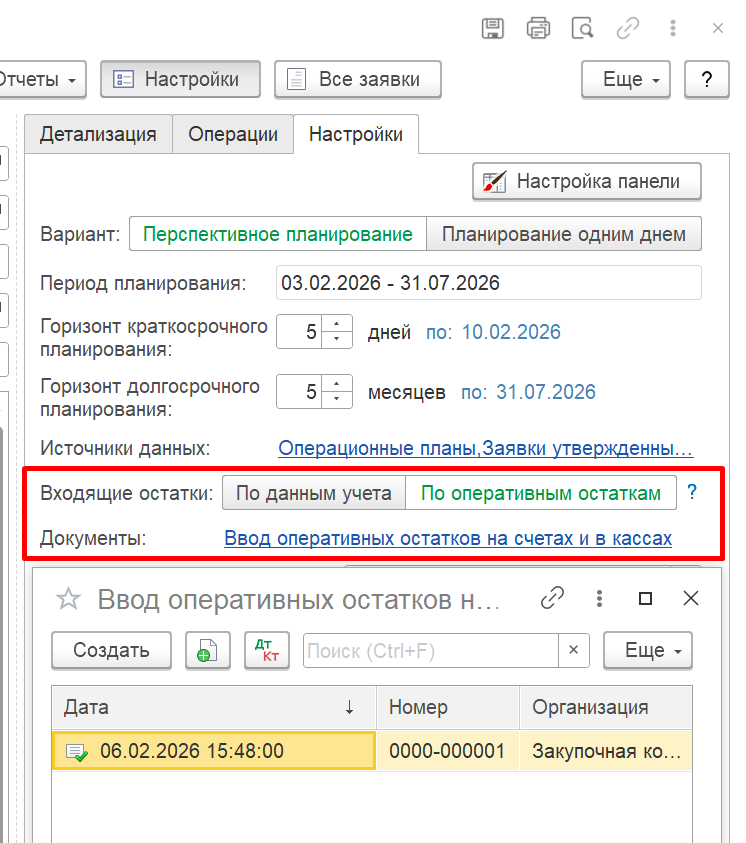 Отчеты Настройки Все заявки Еще ?
Детализация Операции Настройки
Настройка панели
Вариант: Перспективное планирование Планирование одним днем
Период планирования: 03.02.2026 - 31.07.2026
Горизонт краткосрочного планирования: 5 дней по: 10.02.2026
Горизонт долгосрочного планирования: 5 месяцев по: 31.07.2026
Источники данных: Операционные планы,Заявки утвержденны...
Входящие остатки: По данным учета По оперативным остаткам ?
Документы: Ввод оперативных остатков на счетах и в кассах
Ввод оперативных остатков н...
Создать Дт Кт Поиск (Ctrl+F) × Еще
Дата ↓ Номер Организация
06.02.2026 15:48:00 0000-000001 Закупочная ко...